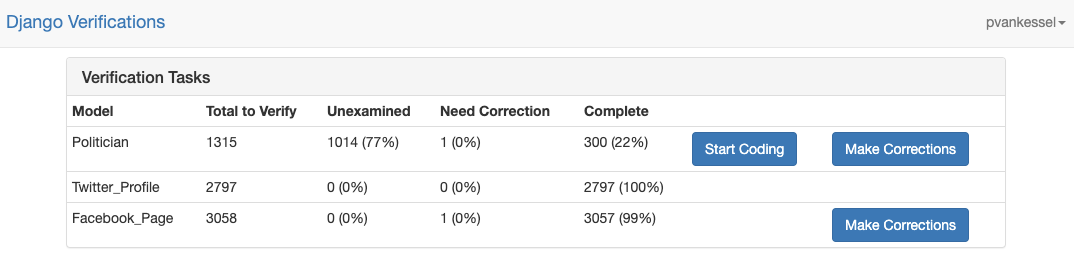 Django Verifications pvankessel
Verification Tasks
Model Total to Verify Unexamined Need Correction Complete
Politician 1315 1014 (77%) 1 (0%) 300 (22%) Start Coding Make Corrections
Twitter_Profile 2797 0 (0%) 0 (0%) 2797 (100%)
Facebook_Page 3058 0 (0%) 1 (0%) 3057 (99%) Make Corrections